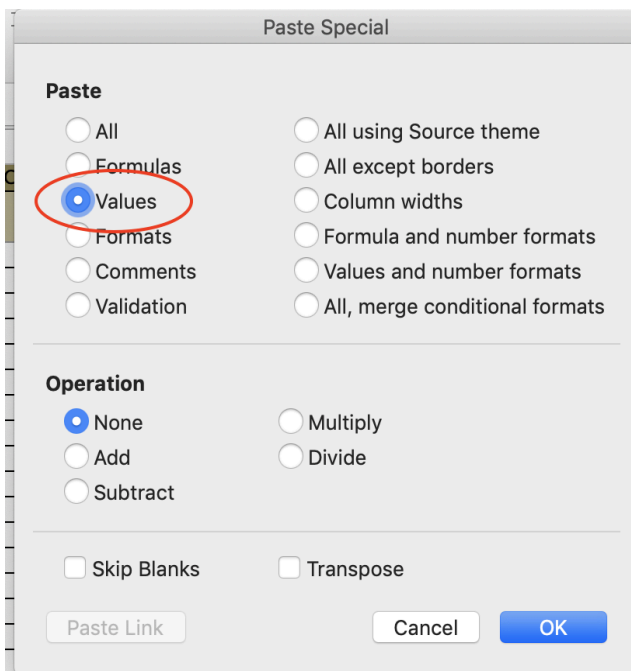 Paste Special
Paste
All
Formulas
Values
Formats
Comments
Validation
All using Source theme
All except borders
Column widths
Formula and number formats
Values and number formats
All, merge conditional formats
Operation
None
Add
Subtract
Multiply
Divide
Skip Blanks
Transpose
Paste Link
Cancel
OK